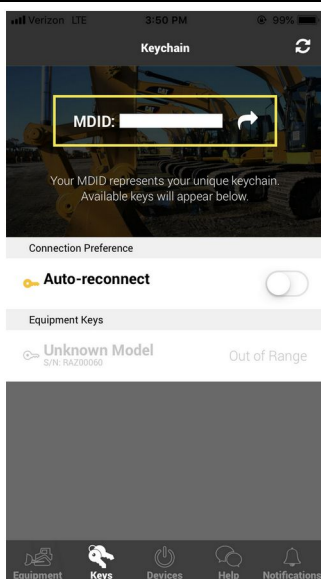 Verizon LTE 3:50 PM 99%
Keychain
CAT
MDID:
Your MDID represents your unique keychain.
Available keys will appear below.
Connection Preference
Auto-reconnect
Equipment Keys
Unknown Model Out of Range
S/N: RAZ00060
Equipment Keys Devices Help Notifications